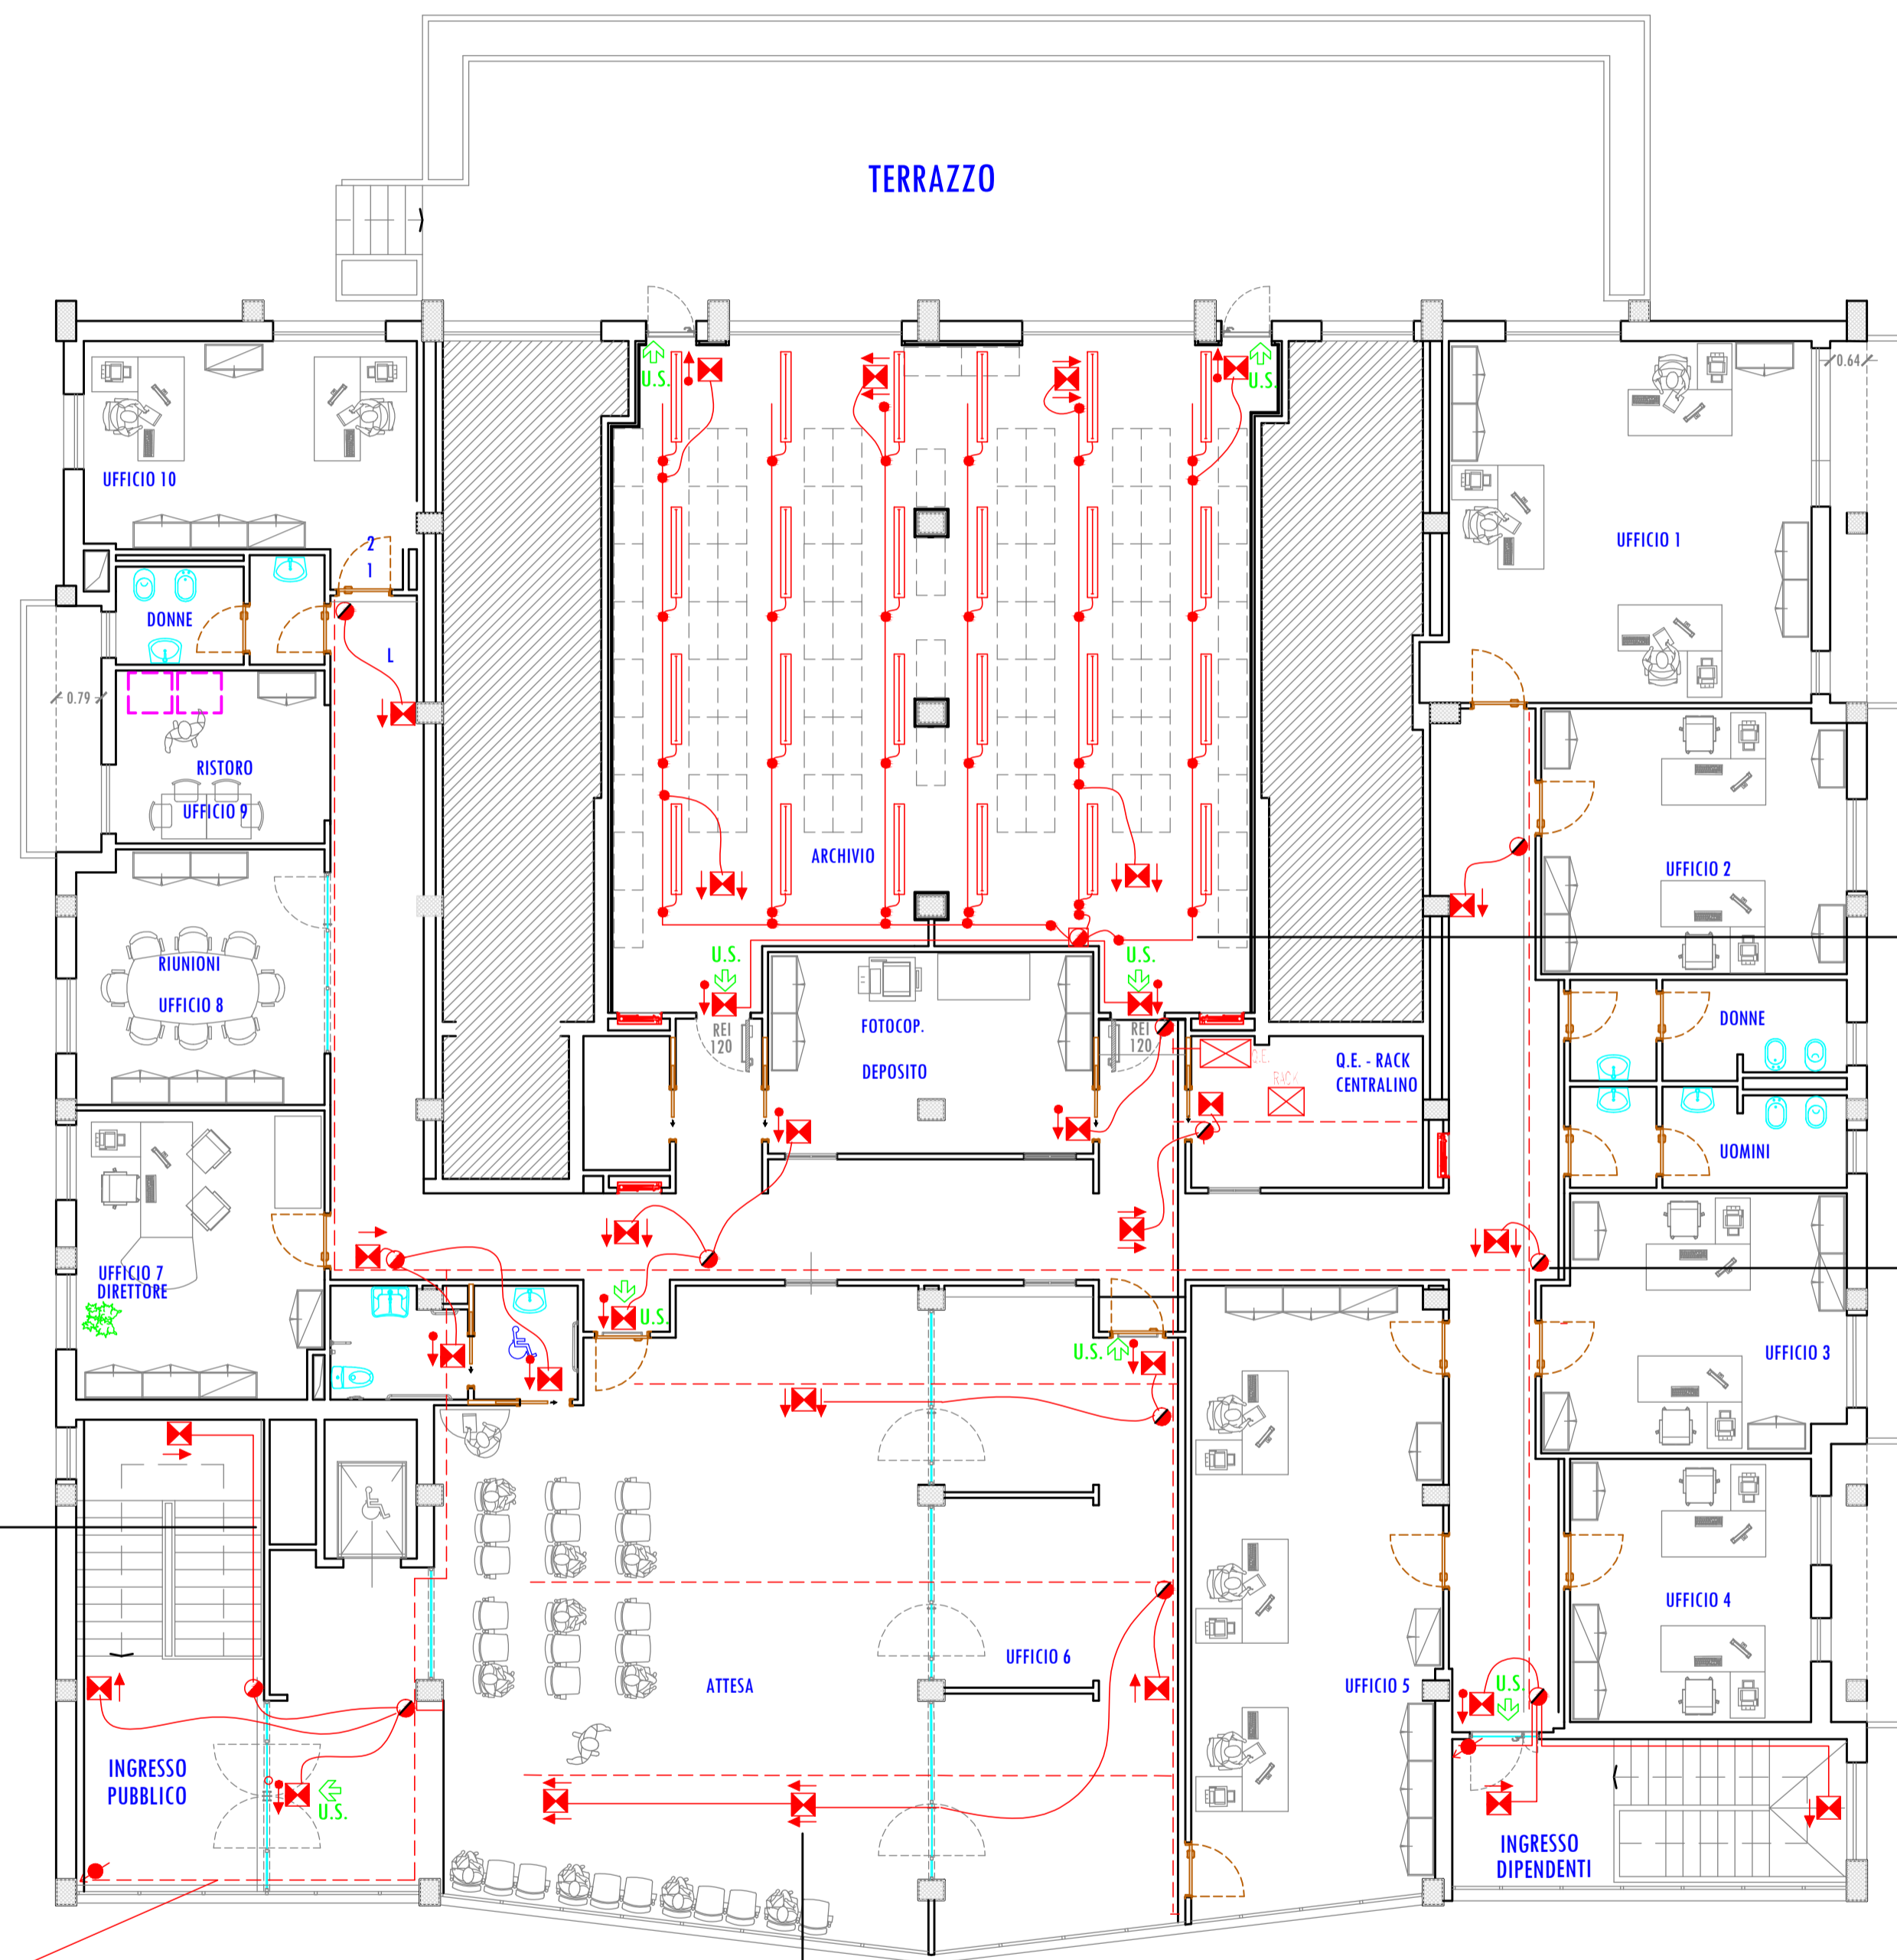 TERRAZZO
U.S.
U.S.
0.64
UFFICIO 10
UFFICIO 1
2
1
DONNE
L
0.79
RISTORO
UFFICIO 9
ARCHIVIO
UFFICIO 2
U.S.
U.S.
RIUNIONI
UFFICIO 8
REI
120
FOTOCOP.
DEPOSITO
REI
120
Q.E.
RACK
Q.E. - RACK
CENTRALINO
DONNE
UOMINI
UFFICIO 7
DIRETTORE
U.S.
U.S.
UFFICIO 3
UFFICIO 4
UFFICIO 6
ATTESA
UFFICIO 5
U.S.
INGRESSO
PUBBLICO
U.S.
INGRESSO
DIPENDENTI